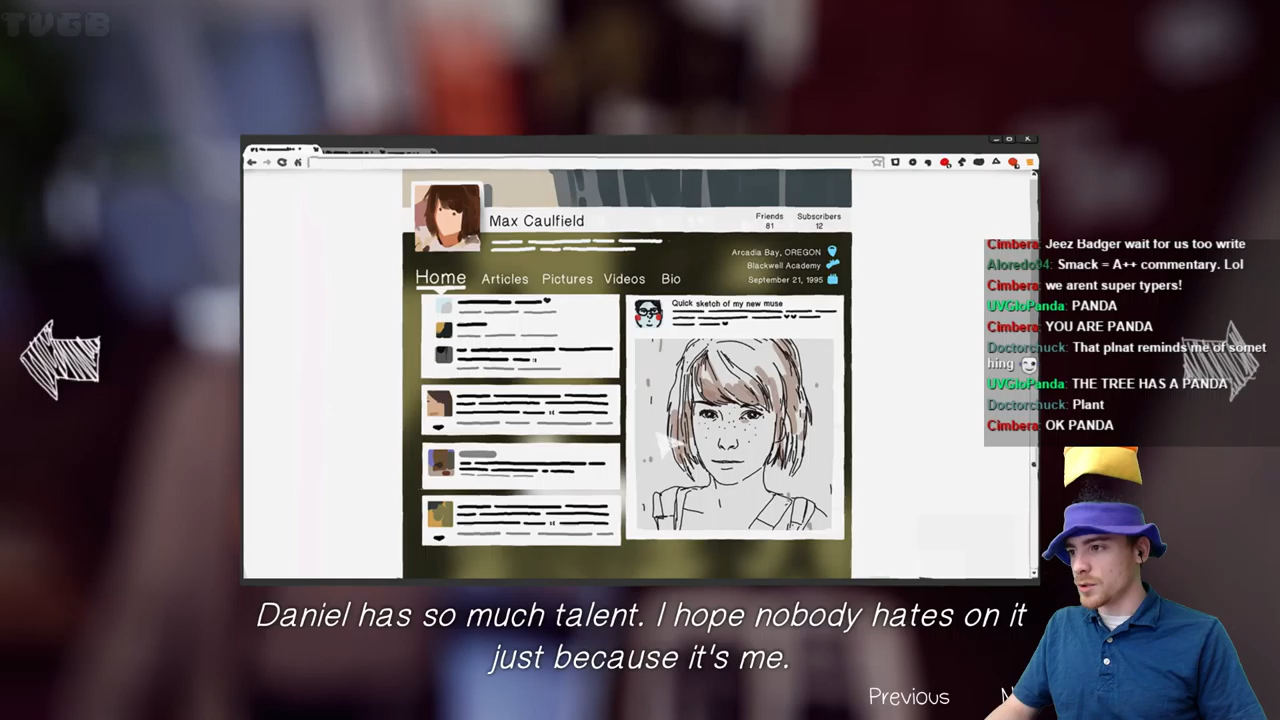 TVGB
Max Caulfield
Friends
81
Subscribers
12
Arcadia Bay, OREGON
Blackwell Academy
September 21, 1995
Home
Articles
Pictures
Videos
Bio
Quick sketch of my new muse
Cimbera: Jeez Badger wait for us too write
Aloredo94: Smack = A++ commentary. Lol
Cimbera: we arent super typers!
UVGloPanda: PANDA
Cimbera: YOU ARE PANDA
Doctorchuck: That plnat reminds me of somet
hing
UVGloPanda: THE TREE HAS A PANDA
Doctorchuck: Plant
Cimbera: OK PANDA
Daniel has so much talent. I hope nobody hates on it
just because it's me.
Previous